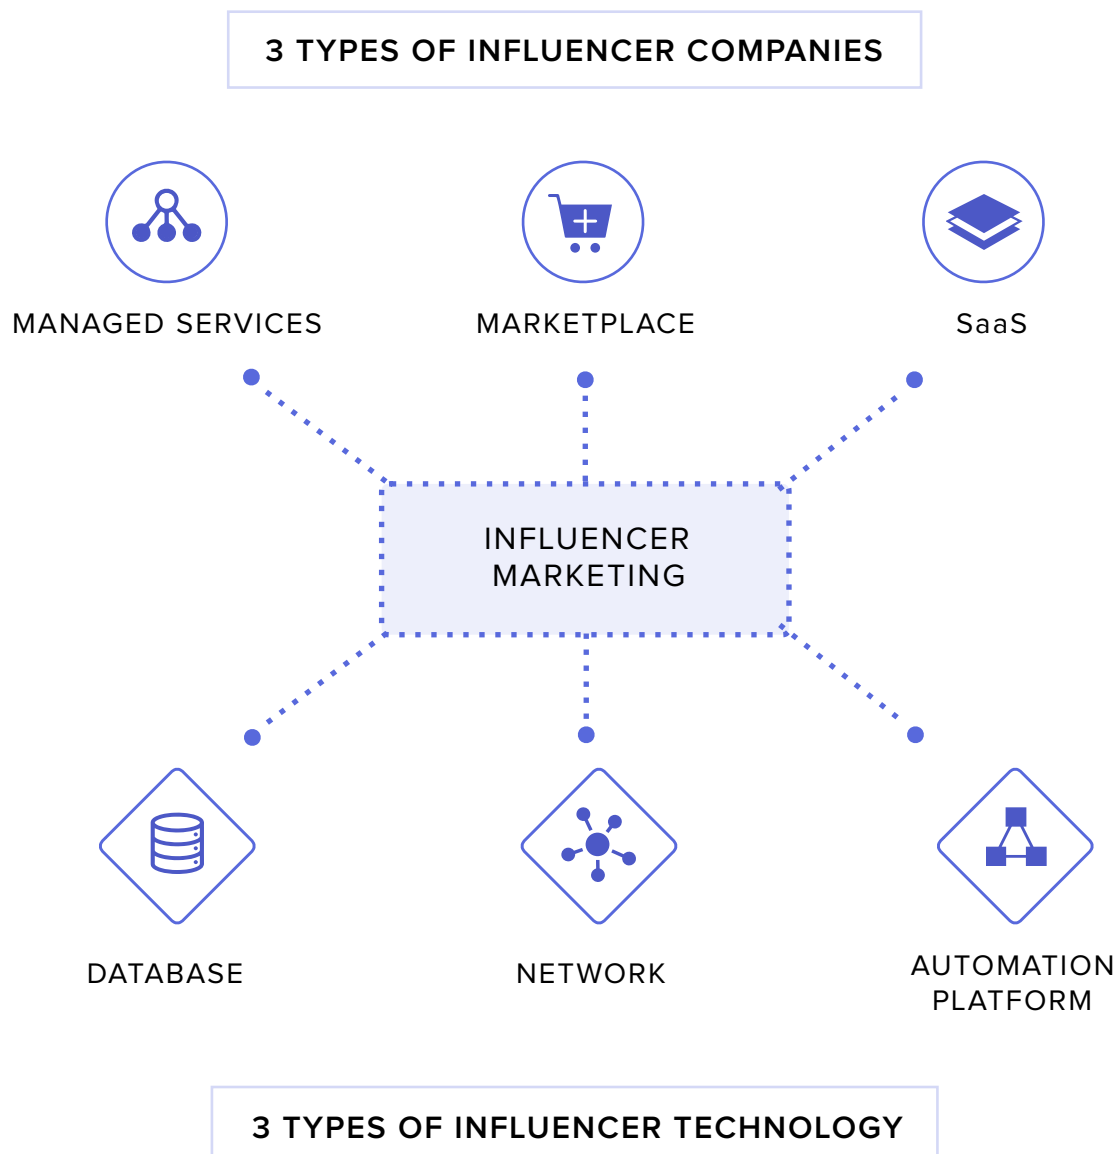 3 TYPES OF INFLUENCER COMPANIES
MANAGED SERVICES
MARKETPLACE
SaaS
INFLUENCER
MARKETING
DATABASE
NETWORK
AUTOMATION
PLATFORM
3 TYPES OF INFLUENCER TECHNOLOGY